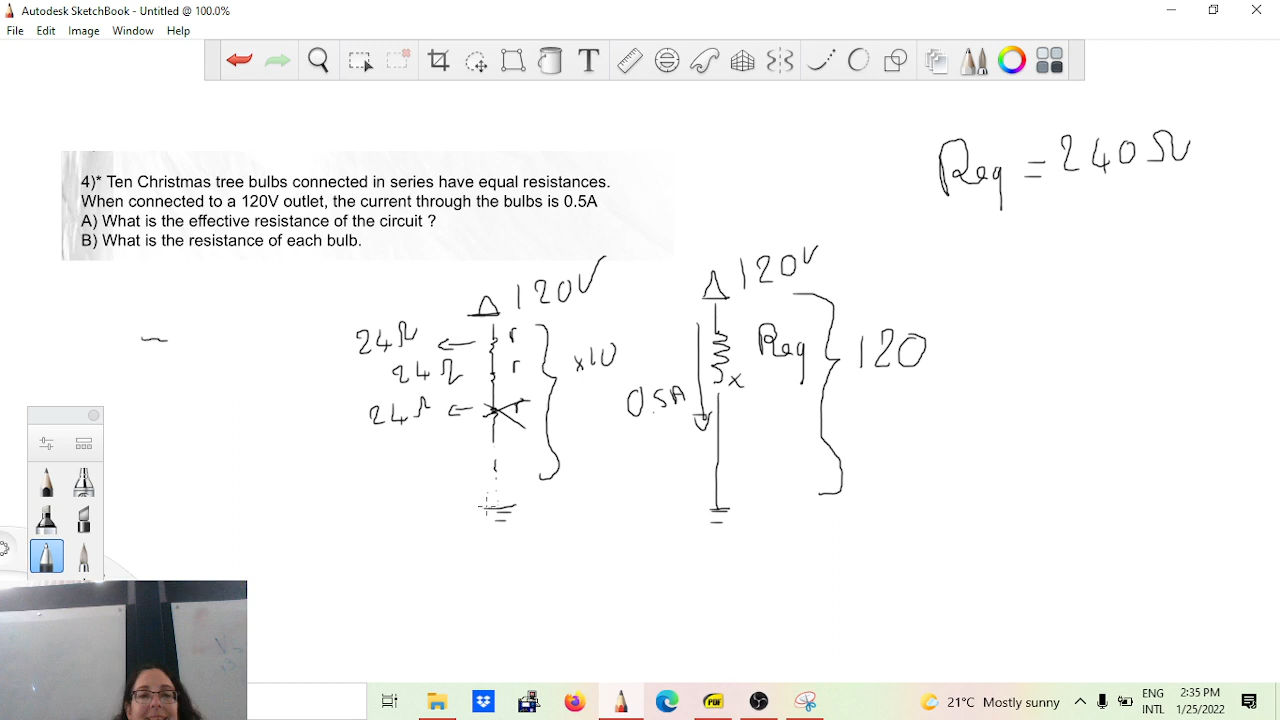 Autodesk SketchBook - Untitled @ 100.0%
File Edit Image Window Help
Req = 240Ω
4)* Ten Christmas tree bulbs connected in series have equal resistances.
When connected to a 120V outlet, the current through the bulbs is 0.5A
A) What is the effective resistance of the circuit ?
B) What is the resistance of each bulb.
120V
120V
24Ω r
24Ω r
24Ω r
x10
0.5A
Req
x
120
21°C Mostly sunny
ENG
INTL
2:35 PM
1/25/2022
PDF